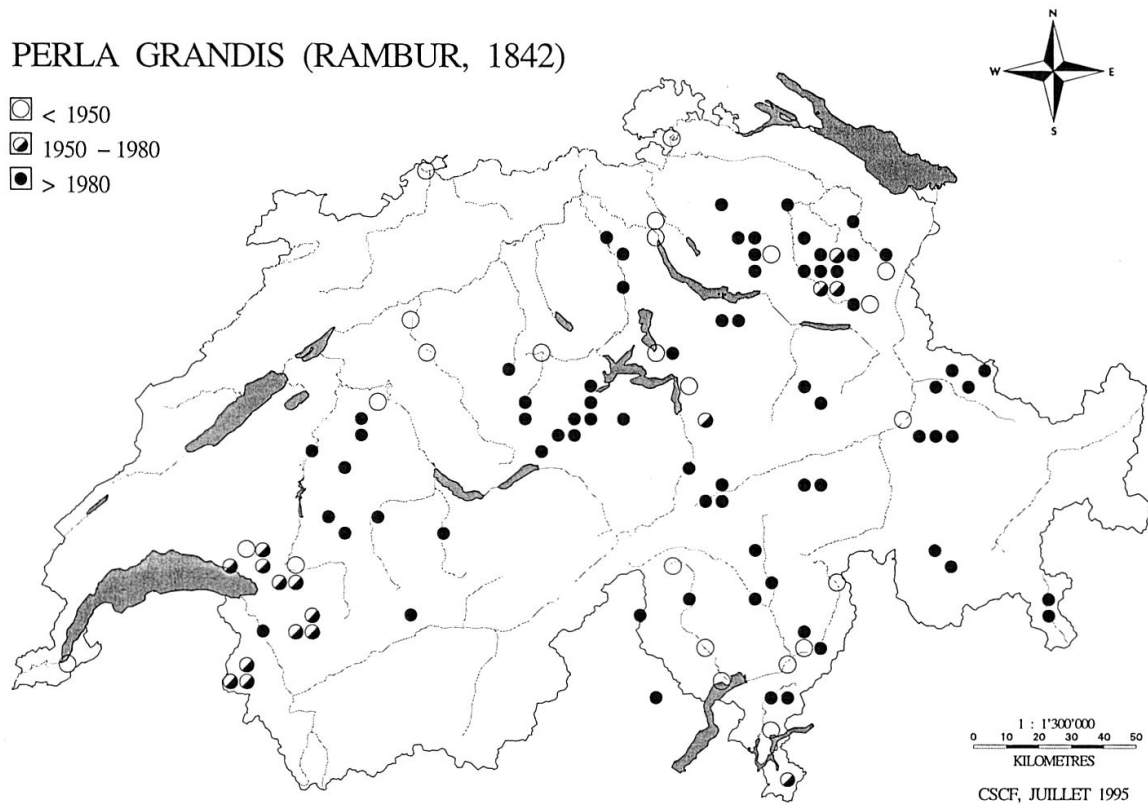 PERLA GRANDIS (RAMBUR, 1842)
< 1950
1950 – 1980
> 1980
N
W E
S
1 : 1'300'000
0 10 20 30 40 50
KILOMETRES
CSCF, JUILLET 1995